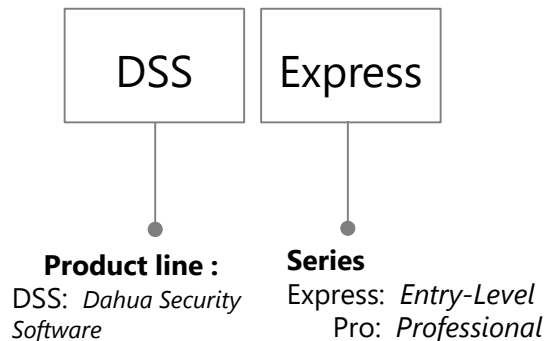 DSS
Express
Product line :
DSS: Dahua Security
Software
Series
Express: Entry-Level
Pro: Professional